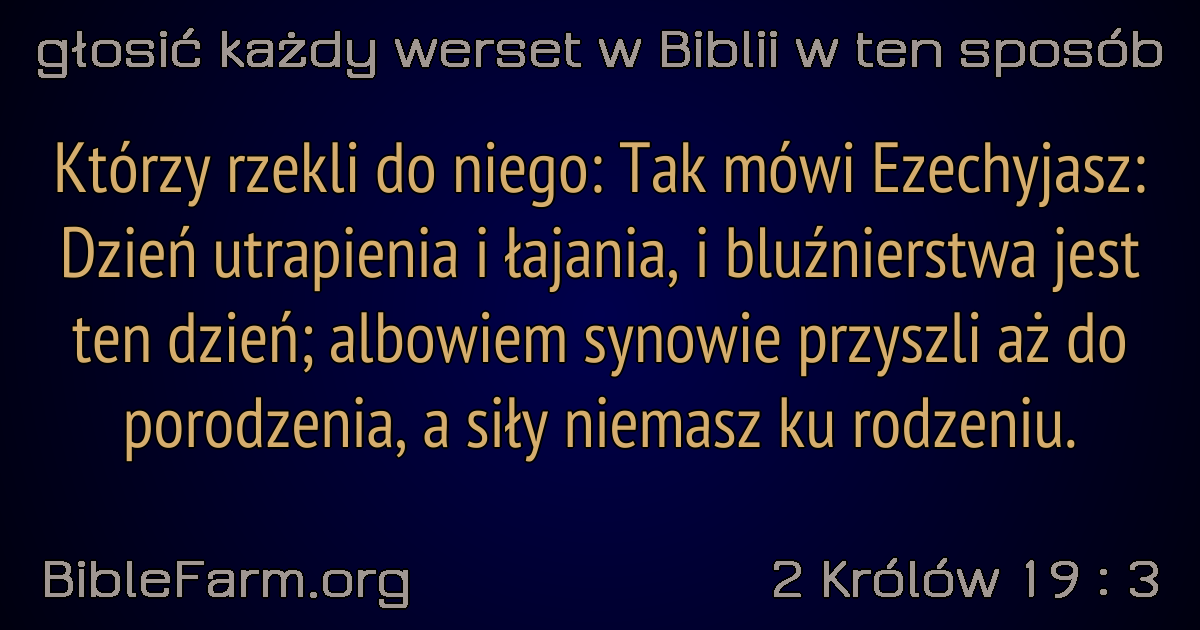 głosić każdy werset w Biblii w ten sposób
Którzy rzekli do niego: Tak mówi Ezechyjasz:
Dzień utrapienia i łajania, i bluźnierstwa jest
ten dzień; albowiem synowie przyszli aż do
porodzenia, a siły niemasz ku rodzeniu.
BibleFarm.org
2 Królów 19 : 3